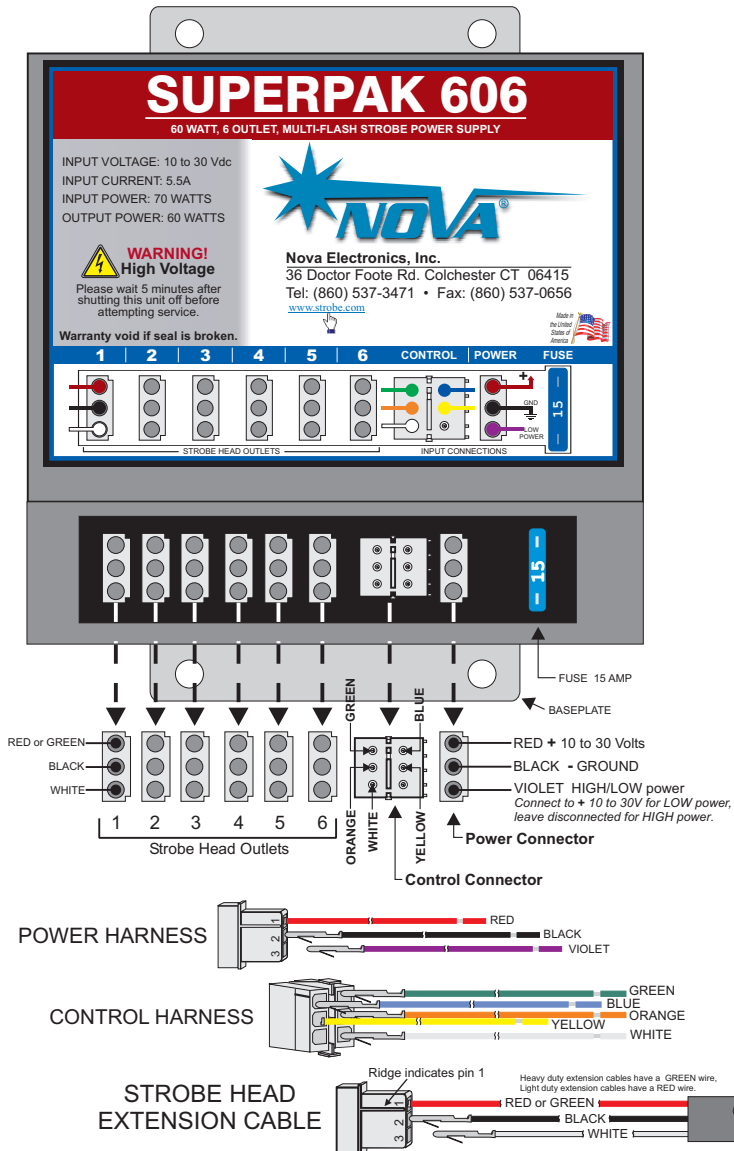 SUPERPAK 606
60 WATT, 6 OUTLET, MULTI-FLASH STROBE POWER SUPPLY
INPUT VOLTAGE: 10 to 30 Vdc
INPUT CURRENT: 5.5A
INPUT POWER: 70 WATTS
OUTPUT POWER: 60 WATTS
WARNING!
High Voltage
Please wait 5 minutes after
shutting this unit off before
attempting service.
Warranty void if seal is broken.
NOVA®
Nova Electronics, Inc.
36 Doctor Foote Rd. Colchester CT 06415
Tel: (860) 537-3471 • Fax: (860) 537-0656
www.strobe.com
Made in
the United
States of
America
1 | 2 | 3 | 4 | 5 | 6 CONTROL | POWER FUSE
+
GND
LOW
POWER
15
STROBE HEAD OUTLETS
INPUT CONNECTIONS
15
FUSE 15 AMP
BASEPLATE
GREEN
BLUE
RED or GREEN
BLACK
WHITE
ORANGE
WHITE
YELLOW
RED + 10 to 30 Volts
BLACK - GROUND
VIOLET HIGH/LOW power
Connect to + 10 to 30V for LOW power,
leave disconnected for HIGH power.
1 2 3 4 5 6
Strobe Head Outlets
Power Connector
Control Connector
POWER HARNESS
1
2
3
RED
BLACK
VIOLET
CONTROL HARNESS
GREEN
BLUE
ORANGE
YELLOW
WHITE
STROBE HEAD
EXTENSION CABLE
Ridge indicates pin 1
Heavy duty extension cables have a GREEN wire,
Light duty extension cables have a RED wire.
1
2
3
RED or GREEN
BLACK
WHITE